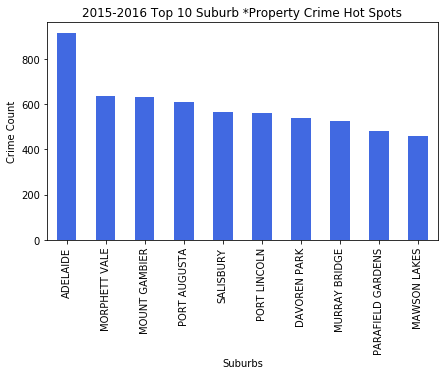 2015-2016 Top 10 Suburb *Property Crime Hot Spots
Crime Count
800
600
400
200
0
ADELAIDE
MORPHETT VALE
MOUNT GAMBIER
PORT AUGUSTA
SALISBURY
PORT LINCOLN
DAVOREN PARK
MURRAY BRIDGE
PARAFIELD GARDENS
MAWSON LAKES
Suburbs